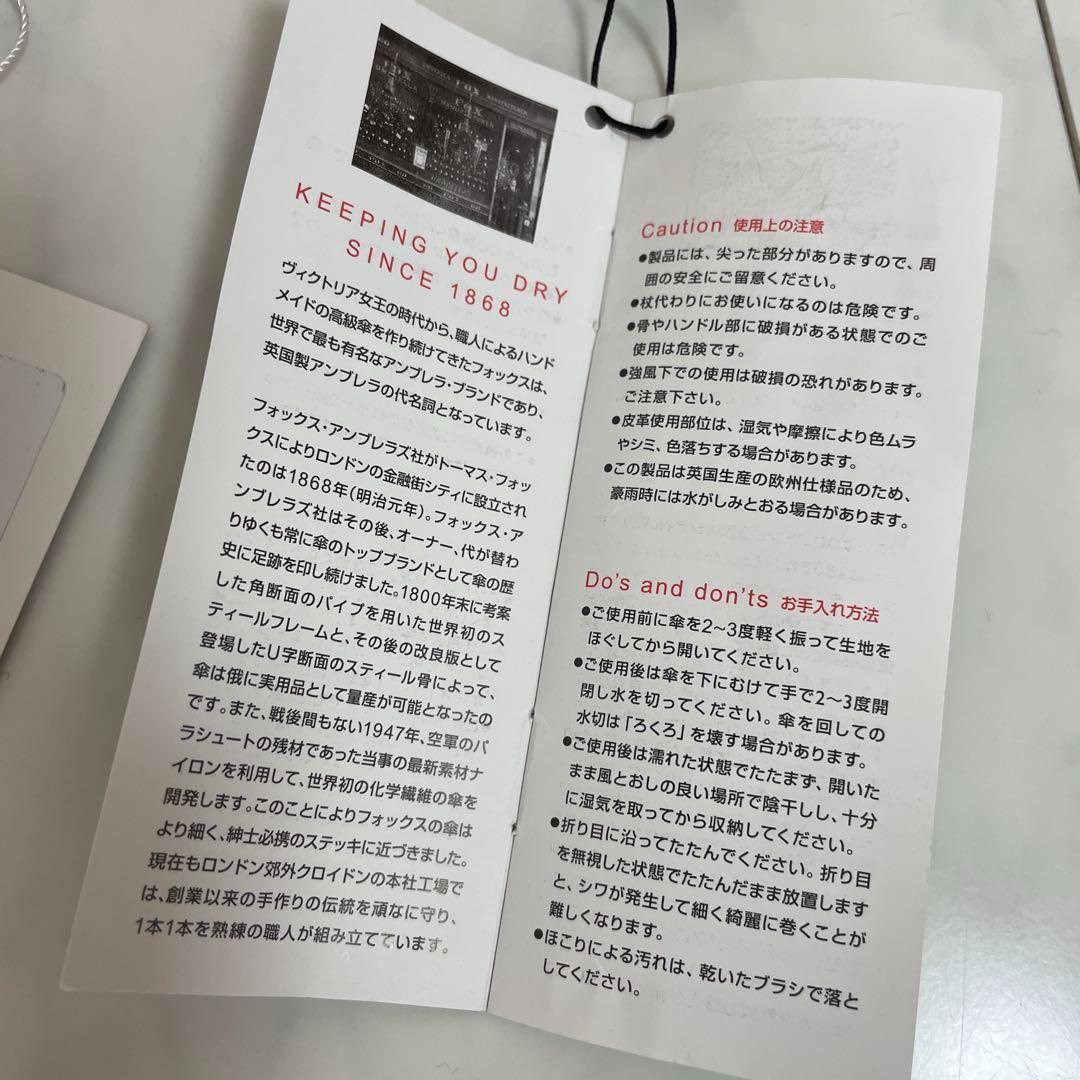 FOX
KEEPING YOU DRY
SINCE 1868
ヴィクトリア女王の時代から、職人によるハンド
メイドの高級傘を作り続けてきたフォックスは、
世界で最も有名なアンブレラ・ブランドであり、
英国製アンブレラの代名詞となっています。
フォックス・アンブレラズ社がトーマス・フォッ
クスによりロンドンの金融街シティに設立され
たのは1868年(明治元年)。フォックス・ア
ンブレラズ社はその後、オーナー、代が替わ
りゆくも常に傘のトップブランドとして傘の歴
史に足跡を印し続けました。1800年末に考案
した角断面のパイプを用いた世界初のス
ティールフレームと、その後の改良版として
登場したU字断面のスティール骨によって、
傘は俄に実用品として量産が可能となったの
です。また、戦後間もない1947年、空軍のパ
ラシュートの残材であった当事の最新素材ナ
イロンを利用して、世界初の化学繊維の傘を
開発します。このことによりフォックスの傘は
より細く、紳士必携のステッキに近づきました。
現在もロンドン郊外クロイドンの本社工場で
は、創業以来の手作りの伝統を頑なに守り、
1本1本を熟練の職人が組み立てています。
Caution 使用上の注意
●製品には、尖った部分がありますので、周
囲の安全にご留意ください。
●杖代わりにお使いになるのは危険です。
●骨やハンドル部に破損がある状態でのご
使用は危険です。
●強風下での使用は破損の恐れがあります。
ご注意下さい。
●皮革使用部位は、湿気や摩擦により色ムラ
やシミ、色落ちする場合があります。
●この製品は英国生産の欧州仕様品のため、
豪雨時には水がしみとおる場合があります。
Do's and don'ts お手入れ方法
●ご使用前に傘を2〜3度軽く振って生地を
ほぐしてから開いてください。
●ご使用後は傘を下にむけて手で2〜3度開
閉し水を切ってください。傘を回しての
水切は「ろくろ」を壊す場合があります。
●ご使用後は濡れた状態でたたまず、開いた
まま風とおしの良い場所で陰干しし、十分
に湿気を取ってから収納してください。
●折り目に沿ってたたんでください。折り目
を無視した状態でたたんだまま放置します
と、シワが発生して細く綺麗に巻くことが
難しくなります。
●ほこりによる汚れは、乾いたブラシで落と
してください。